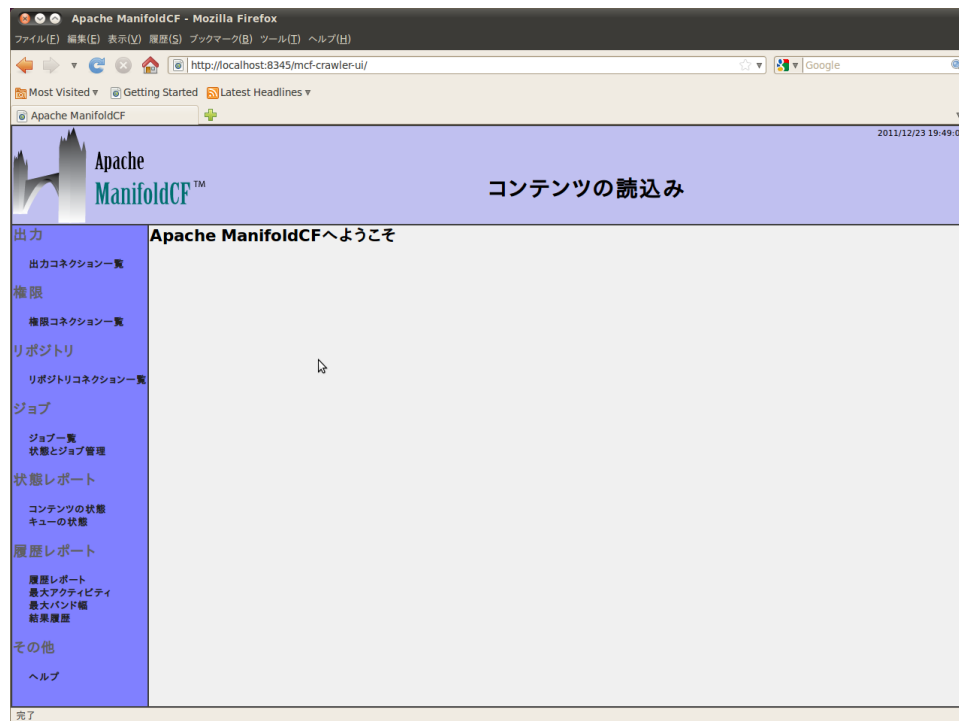 Apache ManifoldCF - Mozilla Firefox
ファイル(F) 編集(E) 表示(V) 履歴(S) ブックマーク(B) ツール(T) ヘルプ(H)
http://localhost:8345/mcf-crawler-ui/
Google
Most Visited Getting Started Latest Headlines
Apache ManifoldCF
2011/12/23 19:49:0
Apache
ManifoldCF™
コンテンツの読込み
Apache ManifoldCFへようこそ
出力
出力コネクション一覧
権限
権限コネクション一覧
リポジトリ
リポジトリコネクション一覧
ジョブ
ジョブ一覧
状態とジョブ管理
状態レポート
コンテンツの状態
キューの状態
履歴レポート
履歴レポート
最大アクティビティ
最大バンド幅
結果履歴
その他
ヘルプ
完了